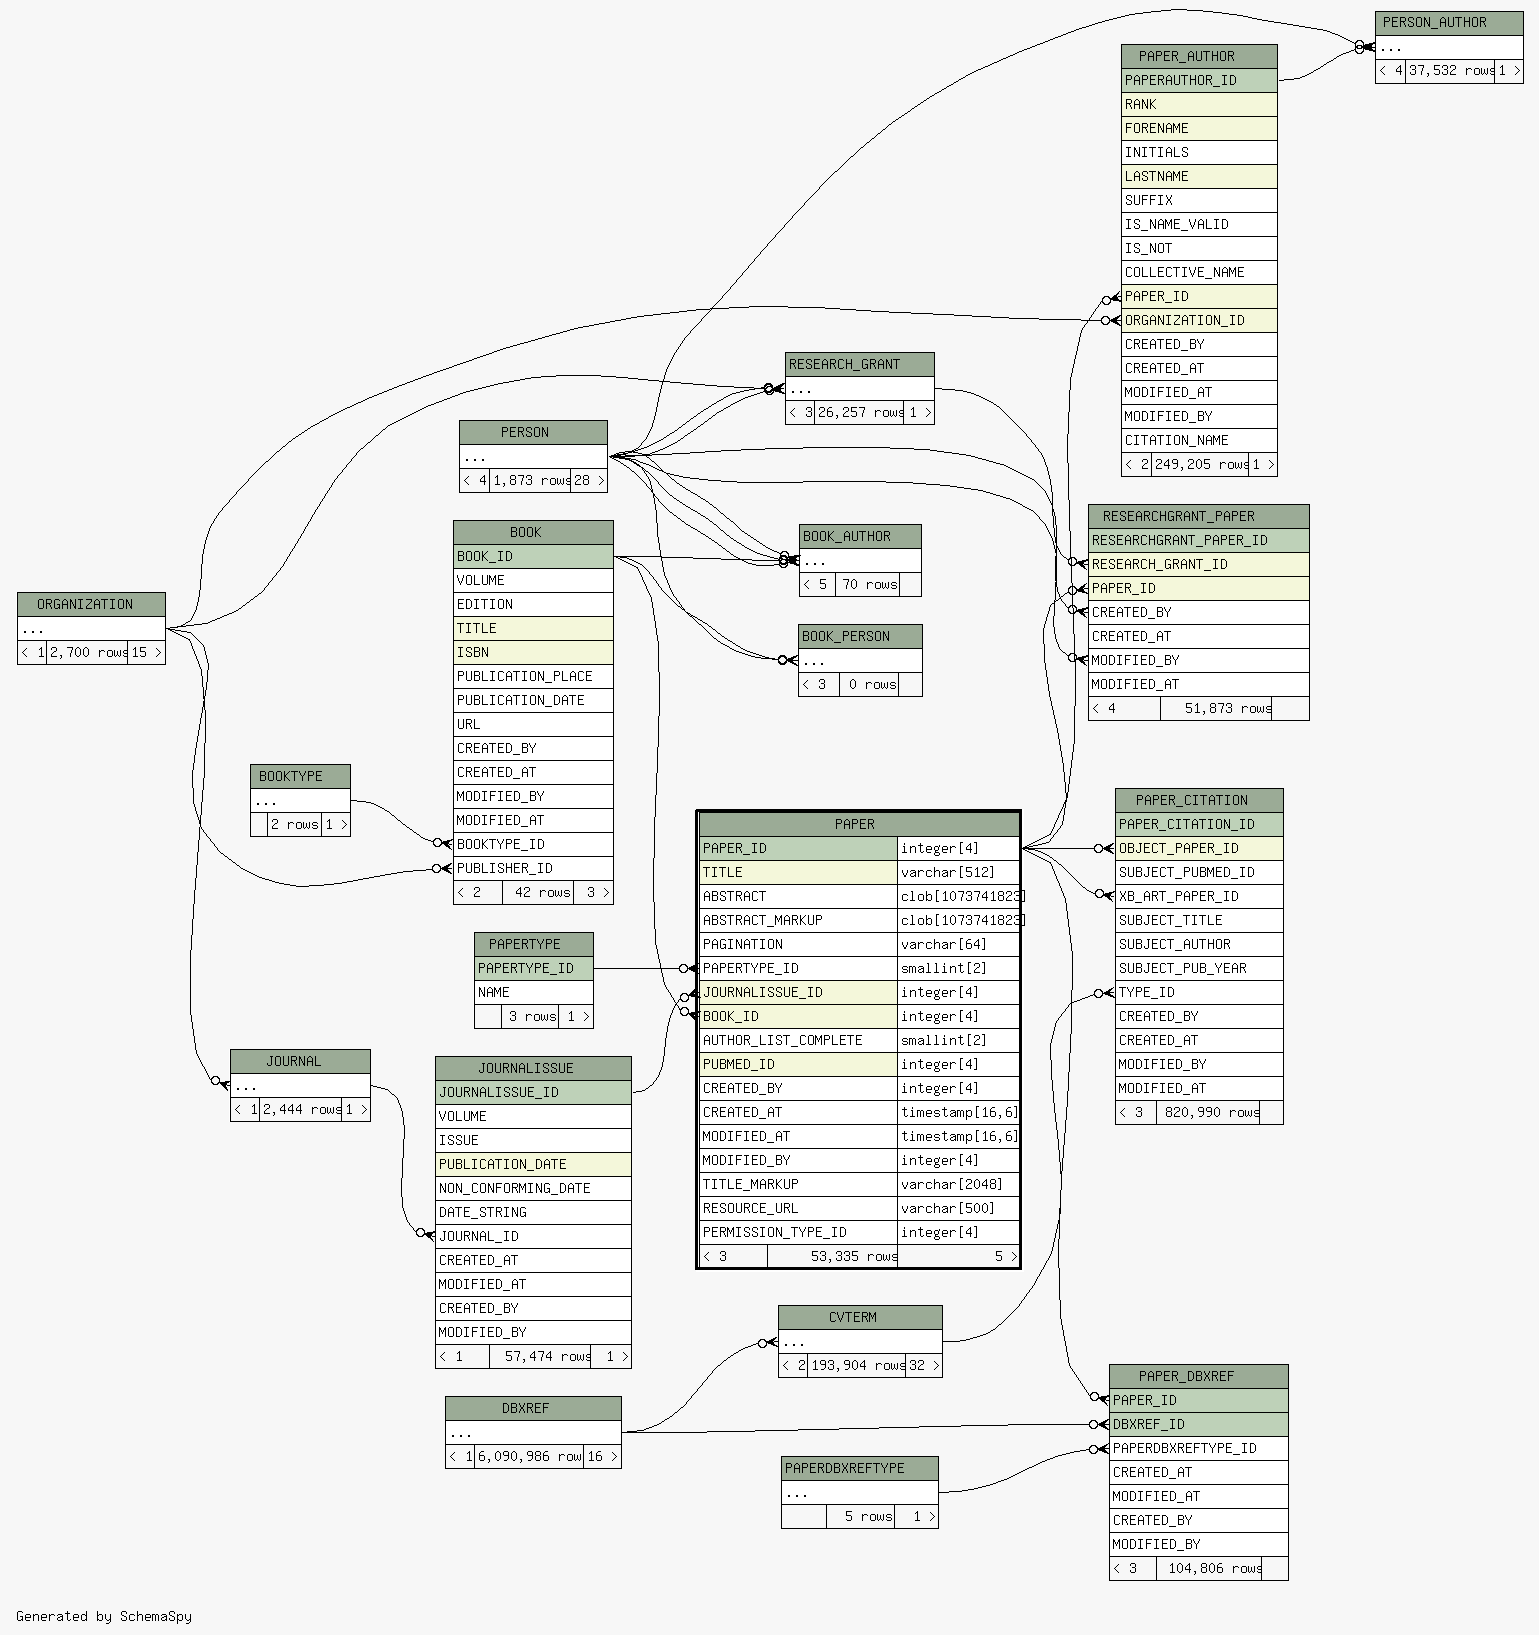 PERSON_AUTHOR
...
< 4 37,532 rows 1 >
PAPER_AUTHOR
PAPERAUTHOR_ID
RANK
FORENAME
INITIALS
LASTNAME
SUFFIX
IS_NAME_VALID
IS_NOT
COLLECTIVE_NAME
PAPER_ID
ORGANIZATION_ID
CREATED_BY
CREATED_AT
MODIFIED_AT
MODIFIED_BY
CITATION_NAME
< 2 249,205 rows 1 >
RESEARCH_GRANT
...
< 3 26,257 rows 1 >
PERSON
...
< 4 1,873 rows 28 >
RESEARCHGRANT_PAPER
RESEARCHGRANT_PAPER_ID
RESEARCH_GRANT_ID
PAPER_ID
CREATED_BY
CREATED_AT
MODIFIED_BY
MODIFIED_AT
< 4 51,873 rows
BOOK
BOOK_ID
VOLUME
EDITION
TITLE
ISBN
PUBLICATION_PLACE
PUBLICATION_DATE
URL
CREATED_BY
CREATED_AT
MODIFIED_BY
MODIFIED_AT
BOOKTYPE_ID
PUBLISHER_ID
< 2 42 rows 3 >
BOOK_AUTHOR
...
< 5 70 rows
BOOK_PERSON
...
< 3 0 rows
ORGANIZATION
...
< 1 2,700 rows 15 >
BOOKTYPE
...
2 rows 1 >
PAPER
PAPER_ID integer[4]
TITLE varchar[512]
ABSTRACT clob[1073741823]
ABSTRACT_MARKUP clob[1073741823]
PAGINATION varchar[64]
PAPERTYPE_ID smallint[2]
JOURNALISSUE_ID integer[4]
BOOK_ID integer[4]
AUTHOR_LIST_COMPLETE smallint[2]
PUBMED_ID integer[4]
CREATED_BY integer[4]
CREATED_AT timestamp[16,6]
MODIFIED_AT timestamp[16,6]
MODIFIED_BY integer[4]
TITLE_MARKUP varchar[2048]
RESOURCE_URL varchar[500]
PERMISSION_TYPE_ID integer[4]
< 3 53,335 rows 5 >
PAPER_CITATION
PAPER_CITATION_ID
OBJECT_PAPER_ID
SUBJECT_PUBMED_ID
XB_ART_PAPER_ID
SUBJECT_TITLE
SUBJECT_AUTHOR
SUBJECT_PUB_YEAR
TYPE_ID
CREATED_BY
CREATED_AT
MODIFIED_BY
MODIFIED_AT
< 3 820,990 rows
PAPERTYPE
PAPERTYPE_ID
NAME
3 rows 1 >
JOURNAL
...
< 1 2,444 rows 1 >
JOURNALISSUE
JOURNALISSUE_ID
VOLUME
ISSUE
PUBLICATION_DATE
NON_CONFORMING_DATE
DATE_STRING
JOURNAL_ID
CREATED_AT
MODIFIED_AT
CREATED_BY
MODIFIED_BY
< 1 57,474 rows 1 >
CVTERM
...
< 2 193,904 rows 32 >
DBXREF
...
< 1 6,090,986 row 16 >
PAPERDBXREFTYPE
...
5 rows 1 >
PAPER_DBXREF
PAPER_ID
DBXREF_ID
PAPERDBXREFTYPE_ID
CREATED_AT
MODIFIED_AT
CREATED_BY
MODIFIED_BY
< 3 104,806 rows
Generated by SchemaSpy